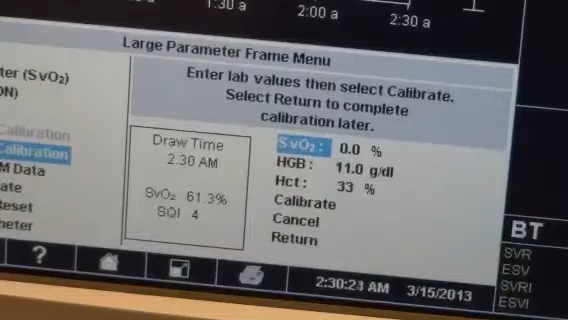 1:30 a
2:00 a
2:30 a
Large Parameter Frame Menu
ter (SvO₂)
ON)
Calibration
Calibration
M Data
ate
Reset
meter
Enter lab values then select Calibrate.
Select Return to complete
calibration later.
Draw Time
2:30 AM
SvO₂ 61.3%
SQI 4
SvO₂: 0.0 %
HGB: 11.0 g/dl
Hct: 33 %
Calibrate
Cancel
Return
BT
SVR
ESV
SVRI
ESVI
?
2:30:23 AM 3/15/2013